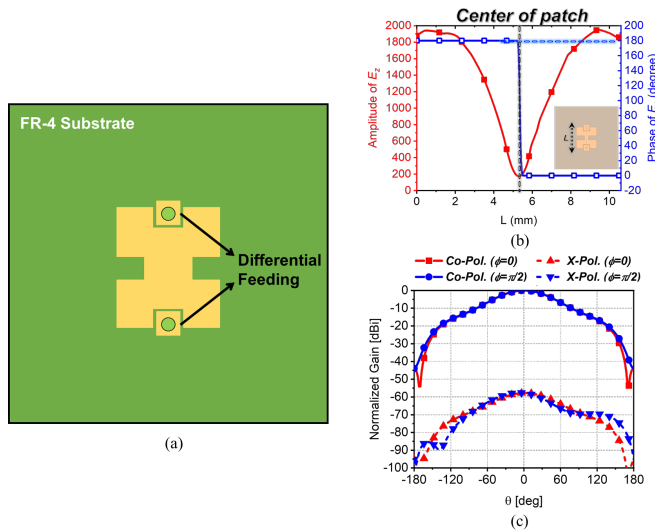 FR-4 Substrate
Differential
Feeding
(a)
Center of patch
Amplitude of Ez
2000
1800
1600
1400
1200
1000
800
600
400
200
0
0 2 4 6 8 10
L (mm)
200
180
160
140
120
100
80
60
40
20
0
-20
Phase of Ez (degree)
L
(b)
Co-Pol. (ϕ=0) X-Pol. (ϕ=0)
Co-Pol. (ϕ=π/2) X-Pol. (ϕ=π/2)
Normalized Gain [dBi]
0
-10
-20
-30
-40
-50
-60
-70
-80
-90
-100
-180 -120 -60 0 60 120 180
θ [deg]
(c)